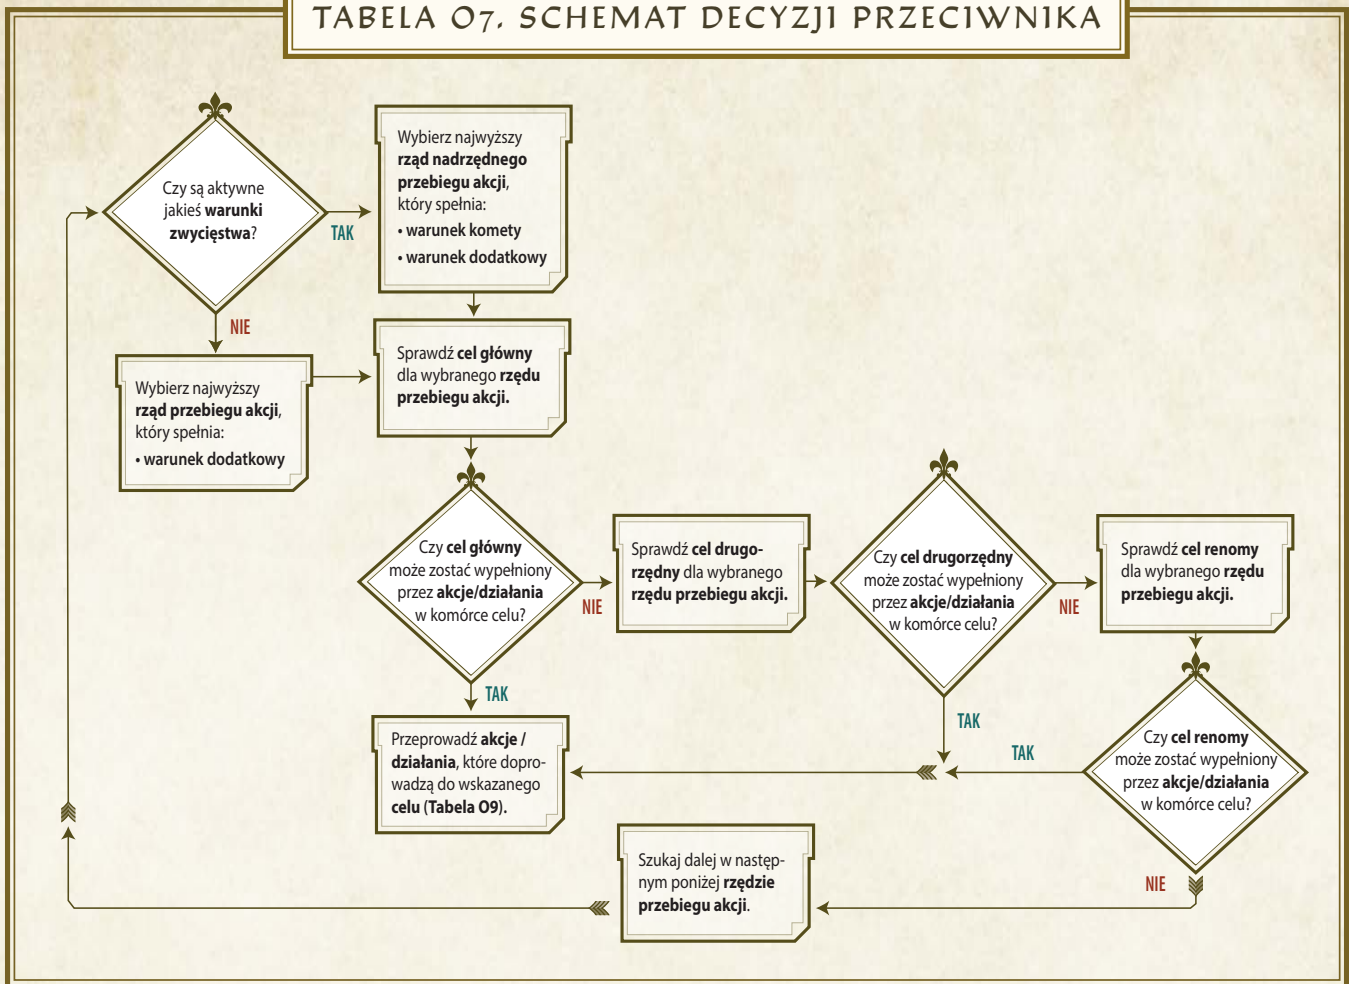 TABELA O7. SCHEMAT DECYZJI PRZECIWNIKA
Czy są aktywne
jakieś warunki
zwycięstwa?
TAK
NIE
Wybierz najwyższy
rząd nadrzędnego
przebiegu akcji,
który spełnia:
• warunek komety
• warunek dodatkowy
Wybierz najwyższy
rząd przebiegu akcji,
który spełnia:
• warunek dodatkowy
Sprawdź cel główny
dla wybranego rzędu
przebiegu akcji.
Czy cel główny
może zostać wypełniony
przez akcje/działania
w komórce celu?
NIE
TAK
Sprawdź cel drugo-
rzędny dla wybranego
rzędu przebiegu akcji.
Czy cel drugorzędny
może zostać wypełniony
przez akcje/działania
w komórce celu?
NIE
TAK
Sprawdź cel renomy
dla wybranego rzędu
przebiegu akcji.
Czy cel renomy
może zostać wypełniony
przez akcje/działania
w komórce celu?
TAK
NIE
Przeprowadź akcje /
działania, które dopro-
wadzą do wskazanego
celu (Tabela O9).
Szukaj dalej w następ-
nym poniżej rzędzie
przebiegu akcji.